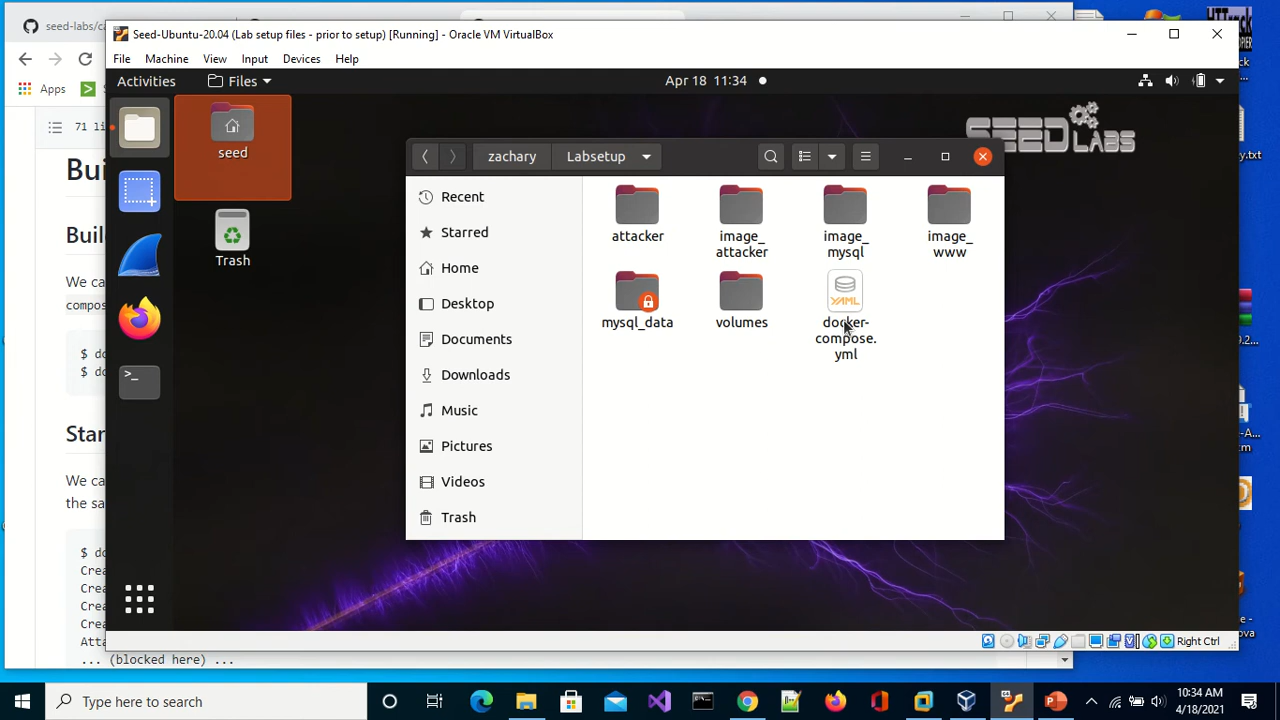 seed-labs/ca
Seed-Ubuntu-20.04 (Lab setup files - prior to setup) [Running] - Oracle VM VirtualBox
File Machine View Input Devices Help
Apps
Activities Files Apr 18 11:34
71 li
Bui
Buil
We ca
compos
$ do
$ do
Star
We ca
the sa
$ do
Crea
Crea
Crea
Crea
Atta
... (blocked here) ...
seed
Trash
SEEDLABS
zachary Labsetup
Recent
Starred
Home
Desktop
Documents
Downloads
Music
Pictures
Videos
Trash
attacker
image_
attacker
image_
mysql
image_
www
mysql_data
volumes
YAML
docker-
compose.
yml
Right Ctrl
Type here to search
10:34 AM
4/18/2021